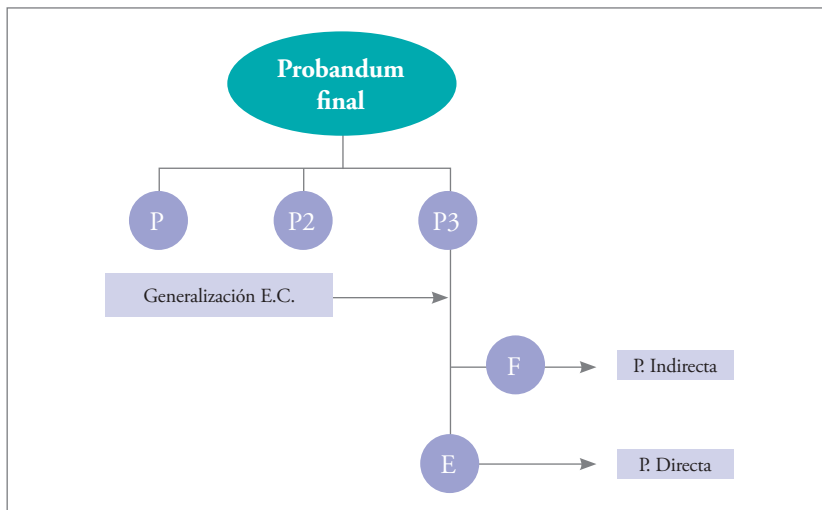 Probandum
final
P
P2
P3
Generalización E.C.
F
P. Indirecta
E
P. Directa